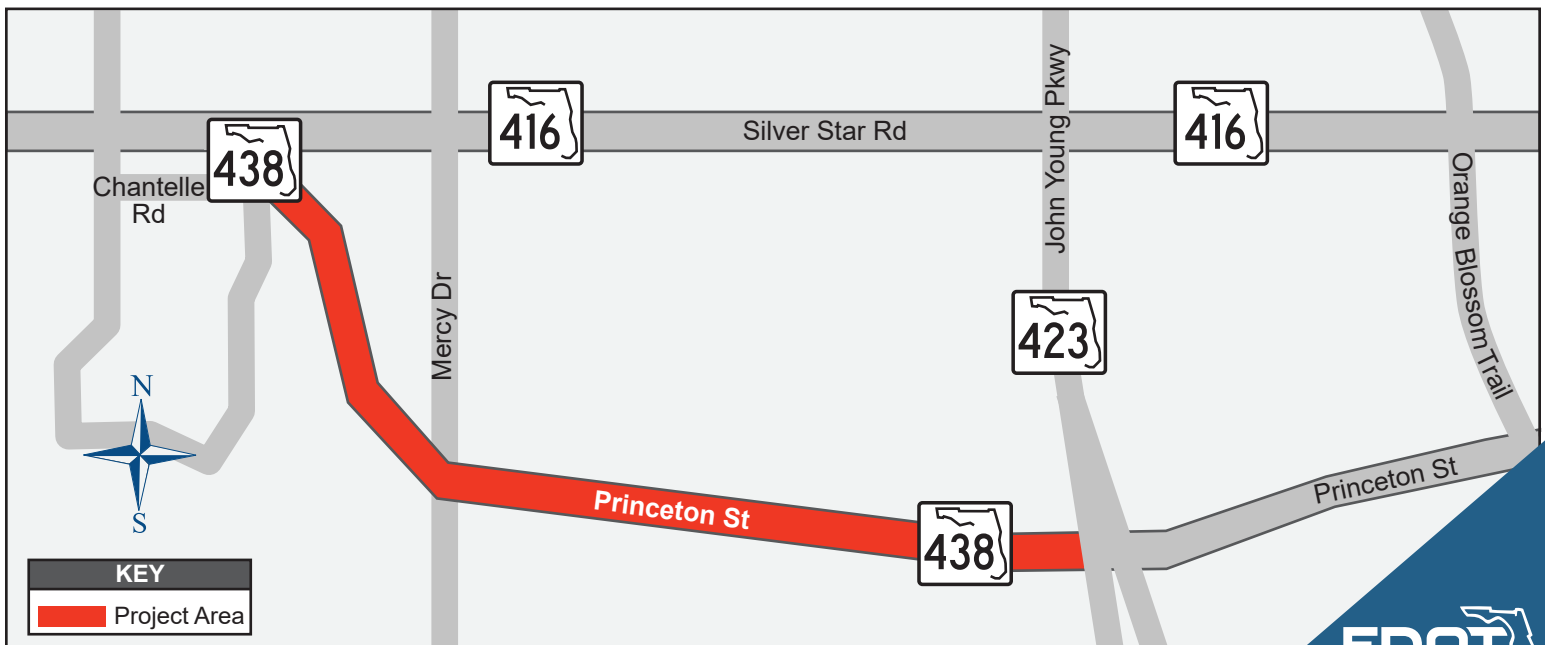 416
Silver Star Rd
416
438
Chantelle
Rd
John Young Pkwy
Orange Blossom Trail
Mercy Dr
423
N
S
Princeton St
Princeton St
438
KEY
Project Area
FDOT